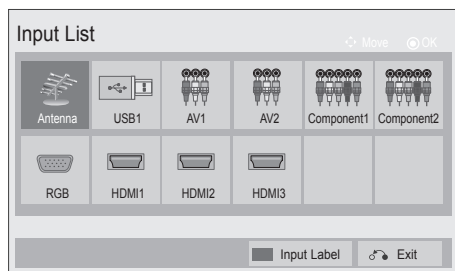 Input List
Move OK
Antenna USB1 AV1 AV2 Component1 Component2
RGB HDMI1 HDMI2 HDMI3
Input Label Exit